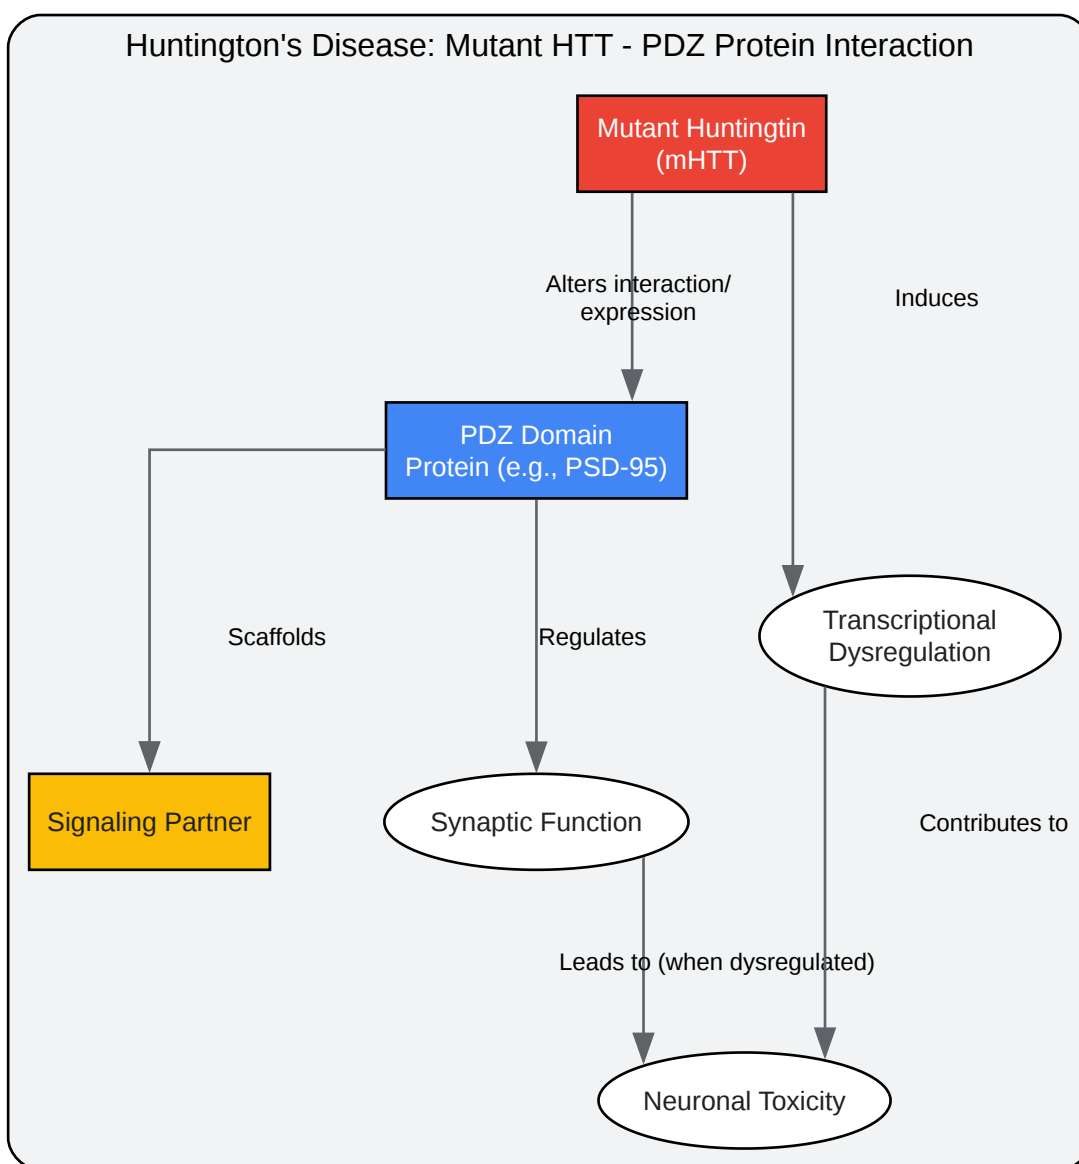 Huntington's Disease: Mutant HTT - PDZ Protein Interaction
Mutant Huntingtin
(mHTT)
Alters interaction/
expression
Induces
PDZ Domain
Protein (e.g., PSD-95)
Scaffolds
Regulates
Transcriptional
Dysregulation
Signaling Partner
Synaptic Function
Contributes to
Leads to (when dysregulated)
Neuronal Toxicity